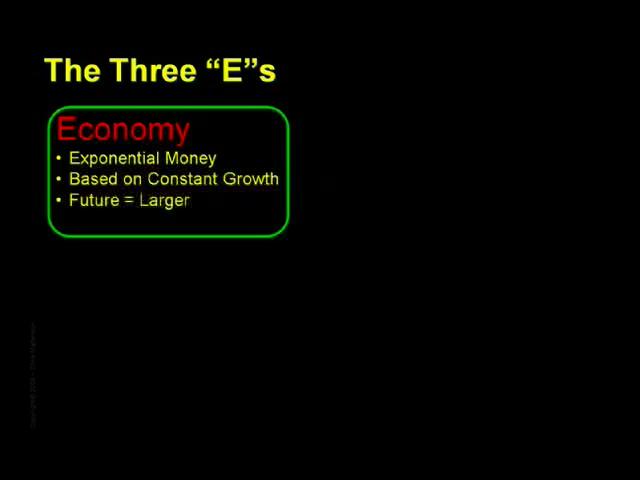 The Three “E”s
Economy
• Exponential Money
• Based on Constant Growth
• Future = Larger